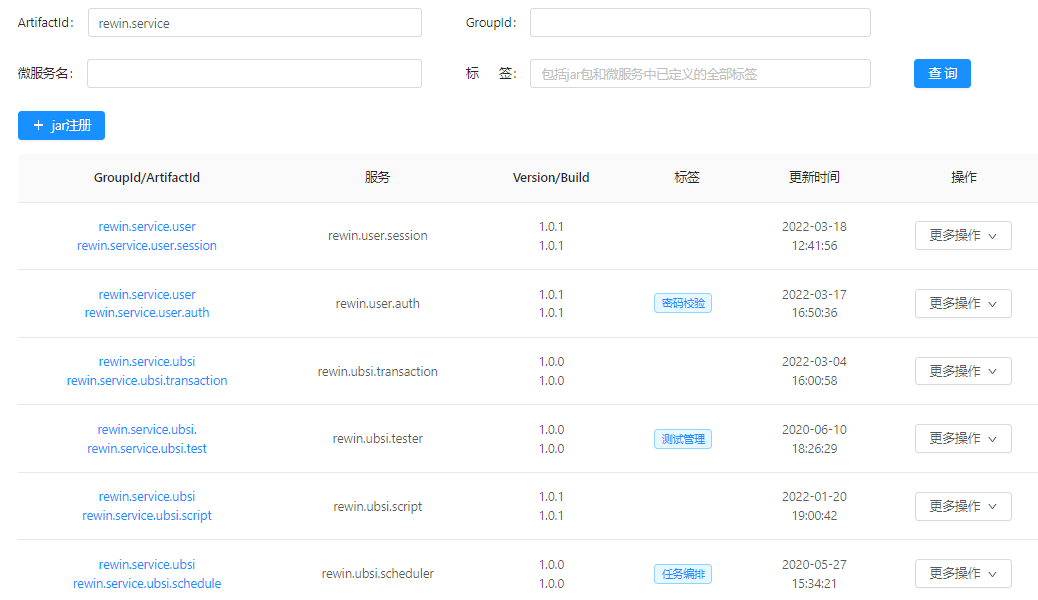 ArtifactId: rewin.service GroupId:
微服务名: 标 签: 包括jar包和微服务中已定义的全部标签 查 询
+ jar注册
GroupId/ArtifactId 服务 Version/Build 标签 更新时间 操作
rewin.service.user 1.0.1 2022-03-18
rewin.user.session 更多操作
rewin.service.user.session 1.0.1 12:41:56
rewin.service.user 1.0.1 2022-03-17
rewin.user.auth 密码校验 更多操作
rewin.service.user.auth 1.0.1 16:50:36
rewin.service.ubsi 1.0.0 2022-03-04
rewin.ubsi.transaction 更多操作
rewin.service.ubsi.transaction 1.0.0 16:00:58
rewin.service.ubsi. 1.0.0 2020-06-10
rewin.ubsi.tester 测试管理 更多操作
rewin.service.ubsi.test 1.0.0 18:26:29
rewin.service.ubsi 1.0.1 2022-01-20
rewin.ubsi.script 更多操作
rewin.service.ubsi.script 1.0.1 19:00:42
rewin.service.ubsi 1.0.0 2020-05-27
rewin.ubsi.scheduler 任务编排 更多操作
rewin.service.ubsi.schedule 1.0.0 15:34:21